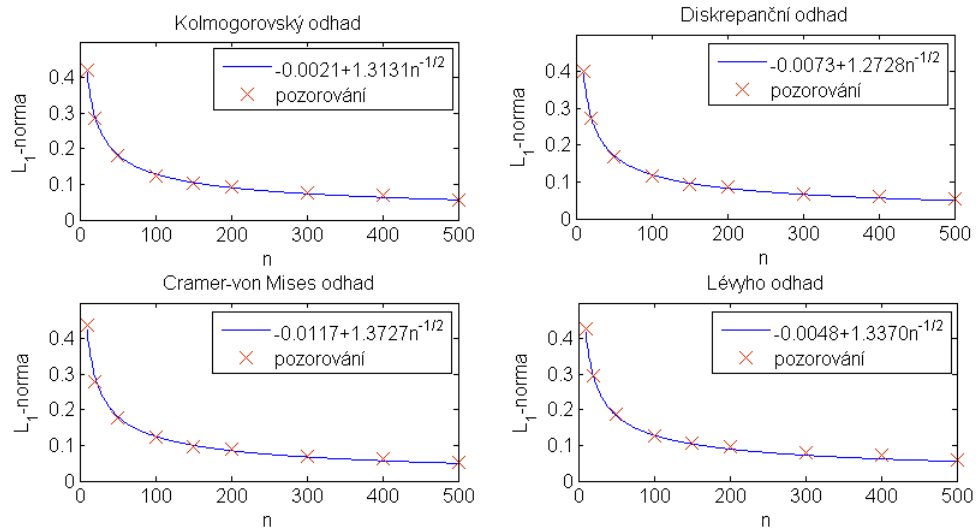 Kolmogorovský odhad
-0.0021+1.3131n^-1/2
pozorování
L₁-norma
0.4
0.3
0.2
0.1
0
0 100 200 300 400 500
n
Diskrepanční odhad
-0.0073+1.2728n^-1/2
pozorování
L₁-norma
0.4
0.3
0.2
0.1
0
0 100 200 300 400 500
n
Cramer-von Mises odhad
-0.0117+1.3727n^-1/2
pozorování
L₁-norma
0.4
0.3
0.2
0.1
0
0 100 200 300 400 500
n
Lévyho odhad
-0.0048+1.3370n^-1/2
pozorování
L₁-norma
0.4
0.3
0.2
0.1
0
0 100 200 300 400 500
n